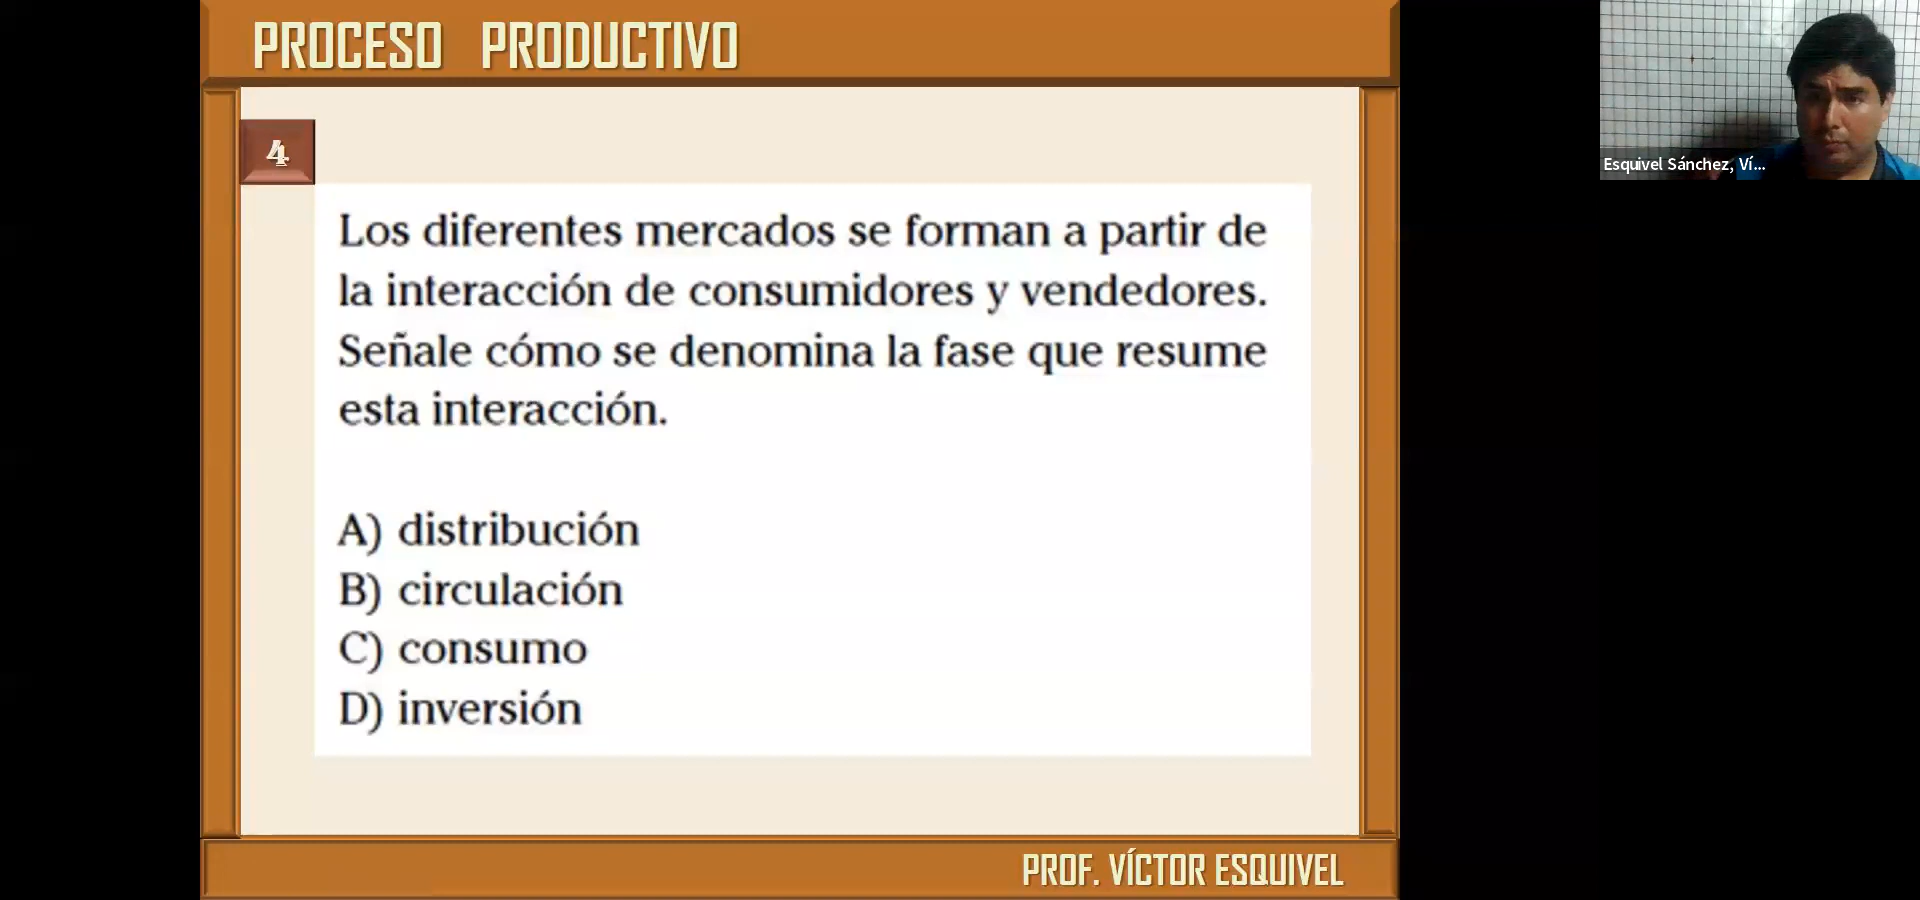 PROCESO PRODUCTIVO
4
Los diferentes mercados se forman a partir de
la interacción de consumidores y vendedores.
Señale cómo se denomina la fase que resume
esta interacción.
A) distribución
B) circulación
C) consumo
D) inversión
PROF. VÍCTOR ESQUIVEL
Esquivel Sánchez, Ví...